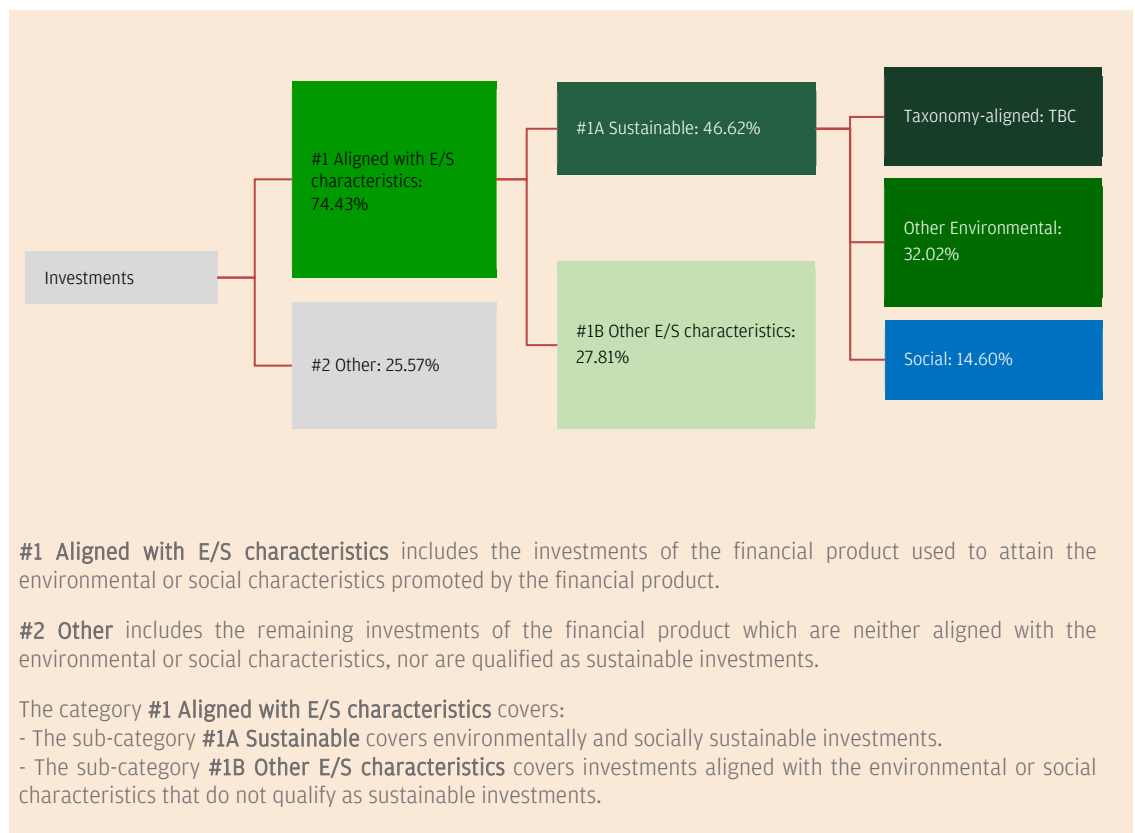 Investments
#1 Aligned with E/S
characteristics:
74.43%
#2 Other: 25.57%
#1A Sustainable: 46.62%
#1B Other E/S characteristics:
27.81%
Taxonomy-aligned: TBC
Other Environmental:
32.02%
Social: 14.60%
#1 Aligned with E/S characteristics includes the investments of the financial product used to attain the
environmental or social characteristics promoted by the financial product.
#2 Other includes the remaining investments of the financial product which are neither aligned with the
environmental or social characteristics, nor are qualified as sustainable investments.
The category #1 Aligned with E/S characteristics covers:
- The sub-category #1A Sustainable covers environmentally and socially sustainable investments.
- The sub-category #1B Other E/S characteristics covers investments aligned with the environmental or social
characteristics that do not qualify as sustainable investments.